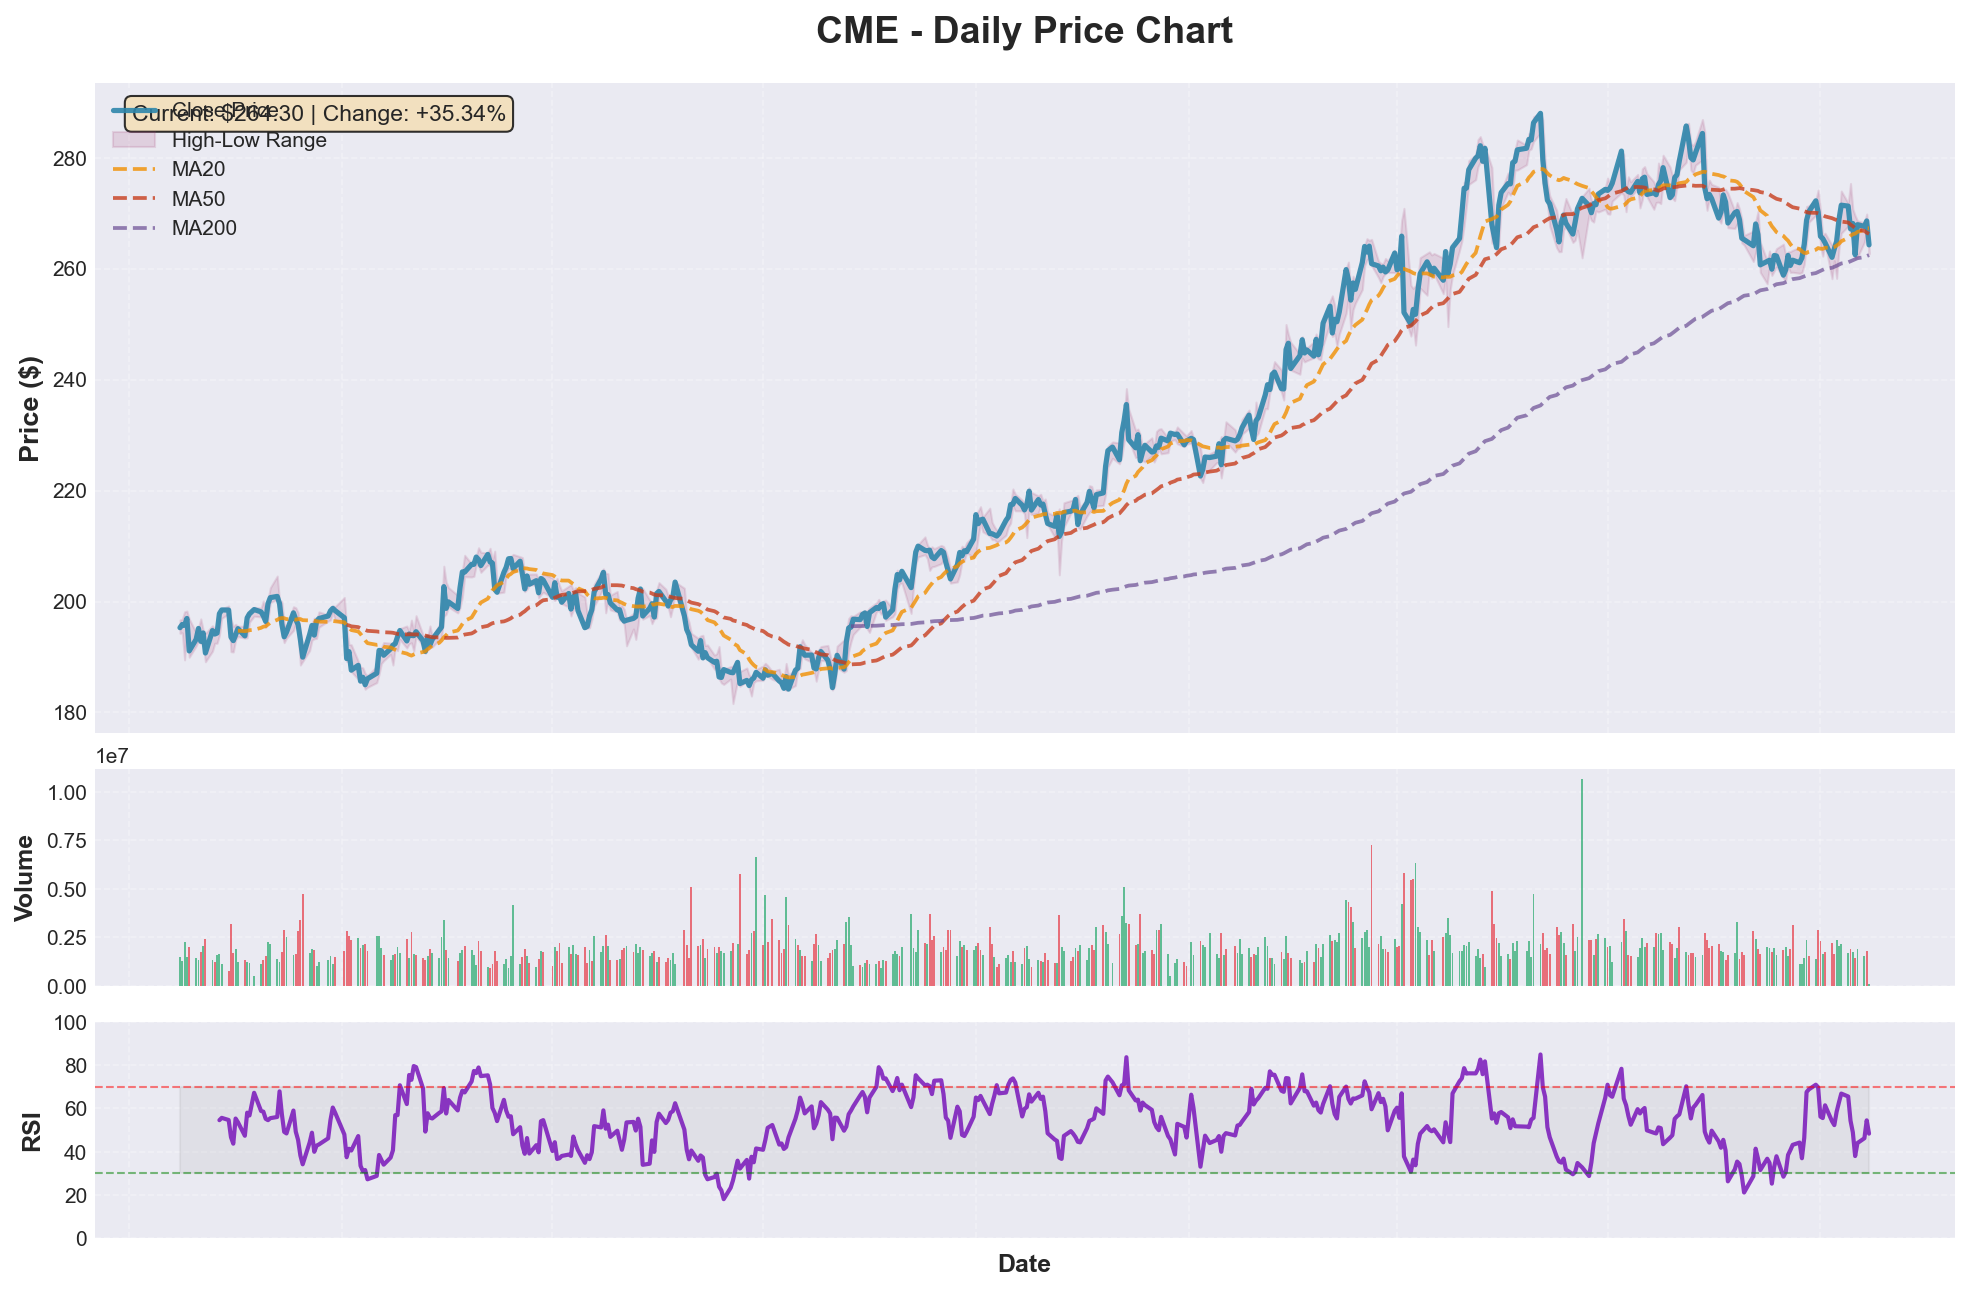 CME - Daily Price Chart
Current: $264.30 | Change: +35.34%
Close Price
High-Low Range
MA20
MA50
MA200
Price ($)
280
260
240
220
200
180
1e7
Volume
1.00
0.75
0.50
0.25
0.00
RSI
100
80
60
40
20
0
Date